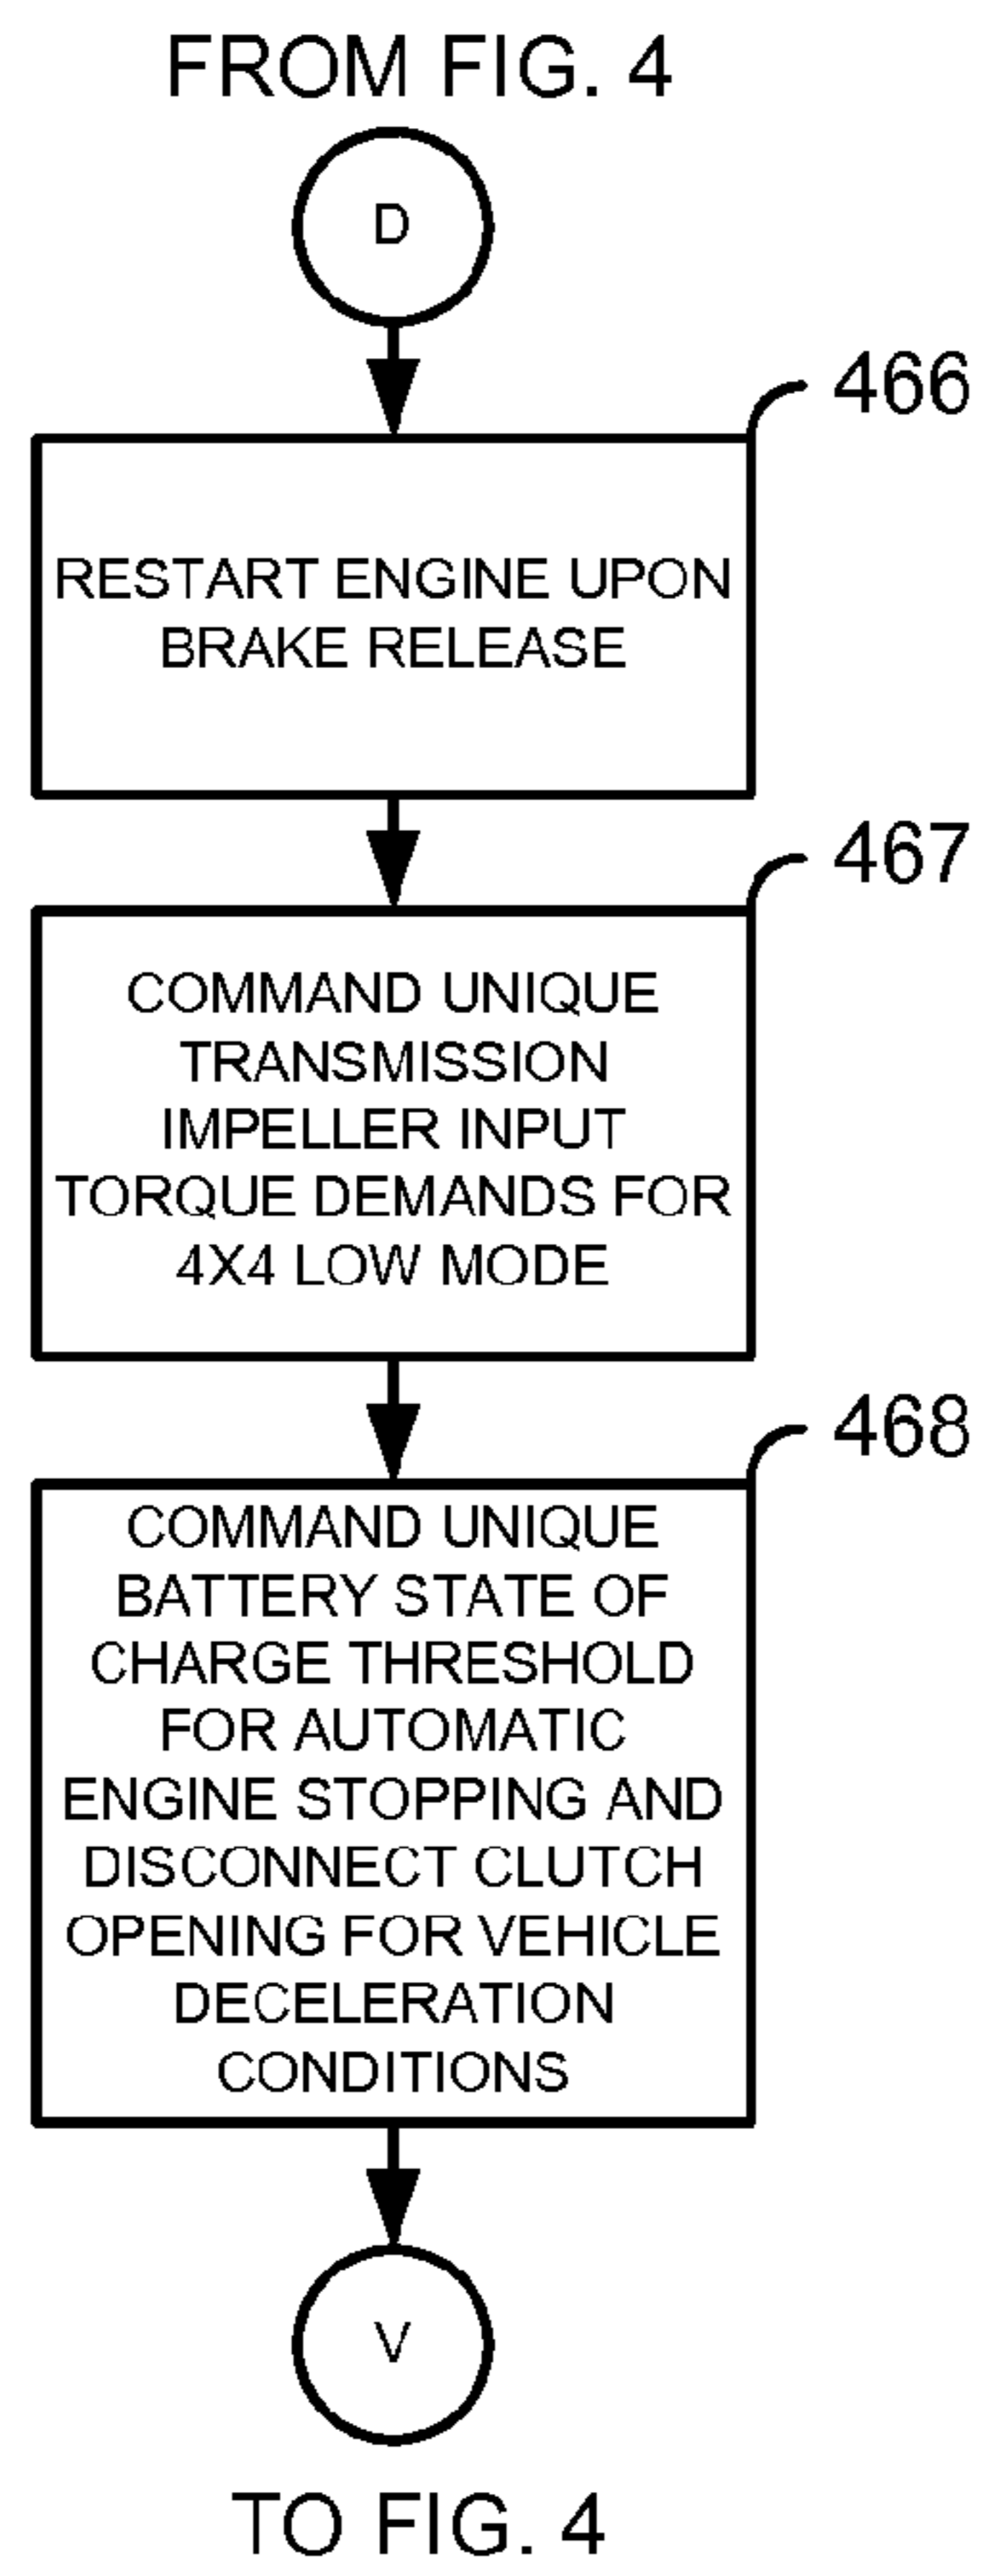 FROM FIG. 4
D
466
RESTART ENGINE UPON
BRAKE RELEASE
467
COMMAND UNIQUE
TRANSMISSION
IMPELLER INPUT
TORQUE DEMANDS FOR
4X4 LOW MODE
468
COMMAND UNIQUE
BATTERY STATE OF
CHARGE THRESHOLD
FOR AUTOMATIC
ENGINE STOPPING AND
DISCONNECT CLUTCH
OPENING FOR VEHICLE
DECELERATION
CONDITIONS
V
TO FIG. 4